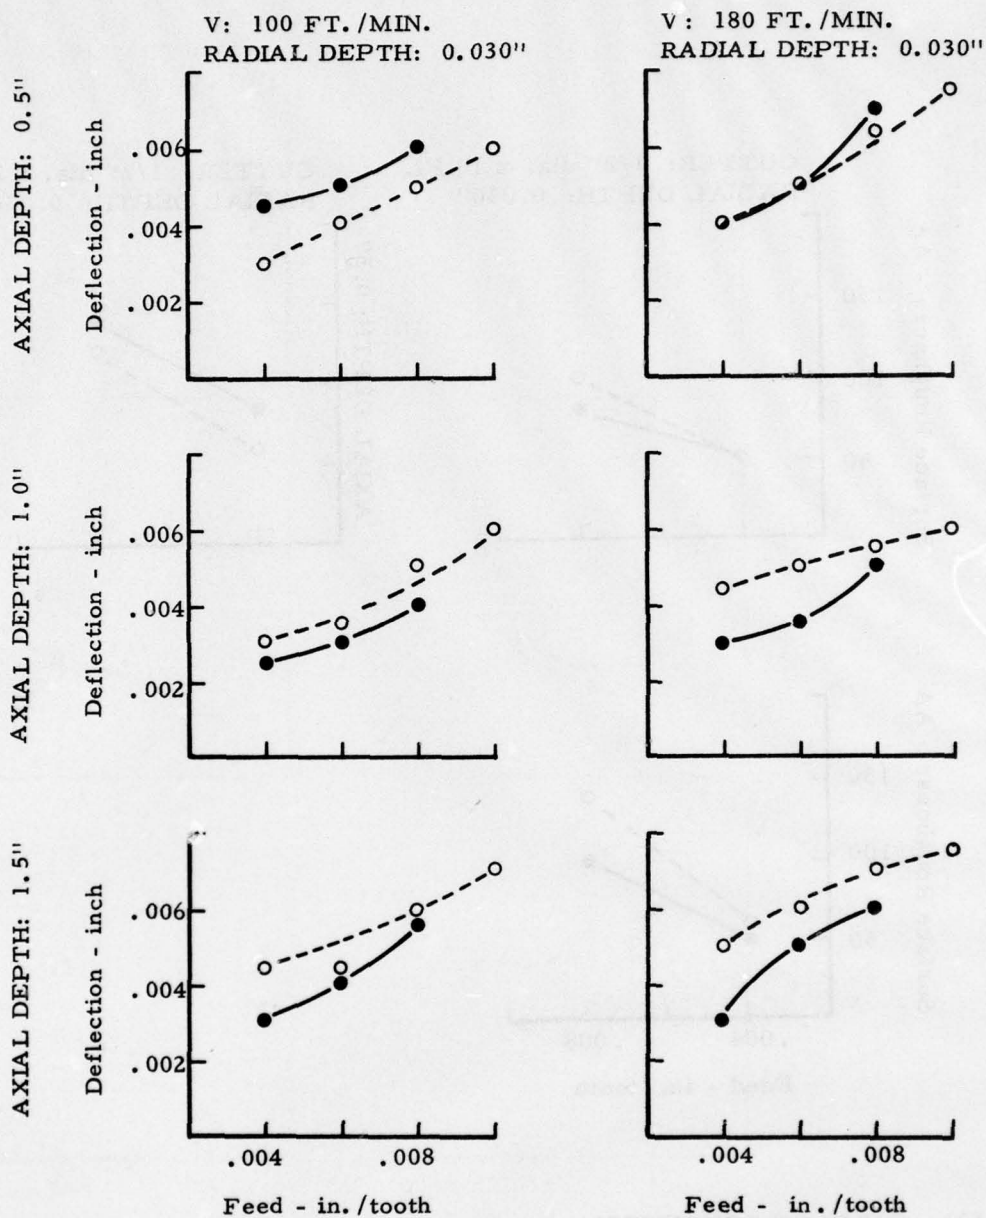 V: 100 FT./MIN.
RADIAL DEPTH: 0.030"
V: 180 FT./MIN.
RADIAL DEPTH: 0.030"
AXIAL DEPTH: 0.5"
Deflection - inch
.006
.004
.002
AXIAL DEPTH: 1.0"
Deflection - inch
.006
.004
.002
AXIAL DEPTH: 1.5"
Deflection - inch
.006
.004
.002
.004
.008
.004
.008
Feed - in./tooth
Feed - in./tooth